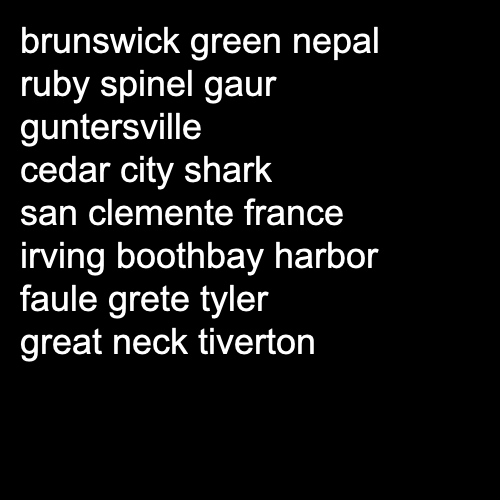 brunswick green nepal
ruby spinel gaur
guntersville
cedar city shark
san clemente france
irving boothbay harbor
faule grete tyler
great neck tiverton